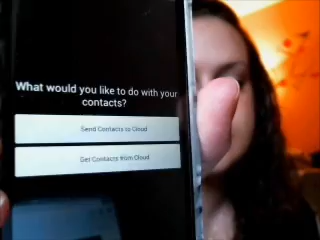 What would you like to do with your
contacts?
Send Contacts to Cloud
Get Contacts from Cloud